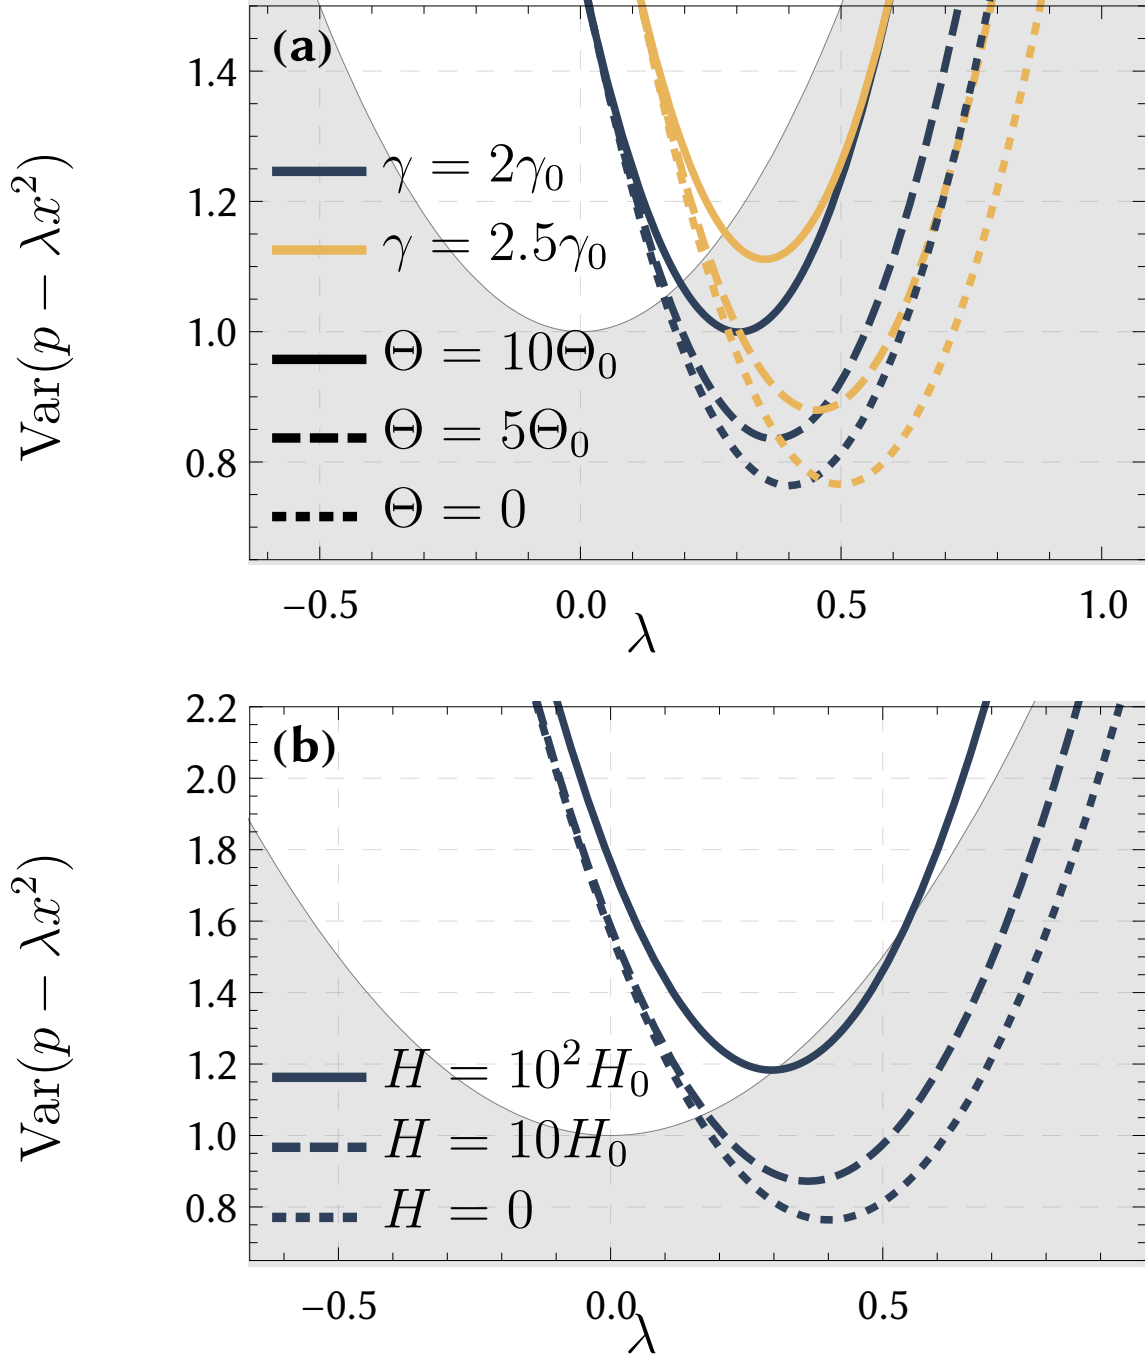 (a)
1.4
1.2
1.0
0.8
Var(p − λx²)
γ = 2γ₀
γ = 2.5γ₀
Θ = 10Θ₀
Θ = 5Θ₀
Θ = 0
−0.5 0.0 0.5 1.0
λ
(b)
2.2
2.0
1.8
1.6
1.4
1.2
1.0
0.8
Var(p − λx²)
H = 10²H₀
H = 10H₀
H = 0
−0.5 0.0 0.5
λ